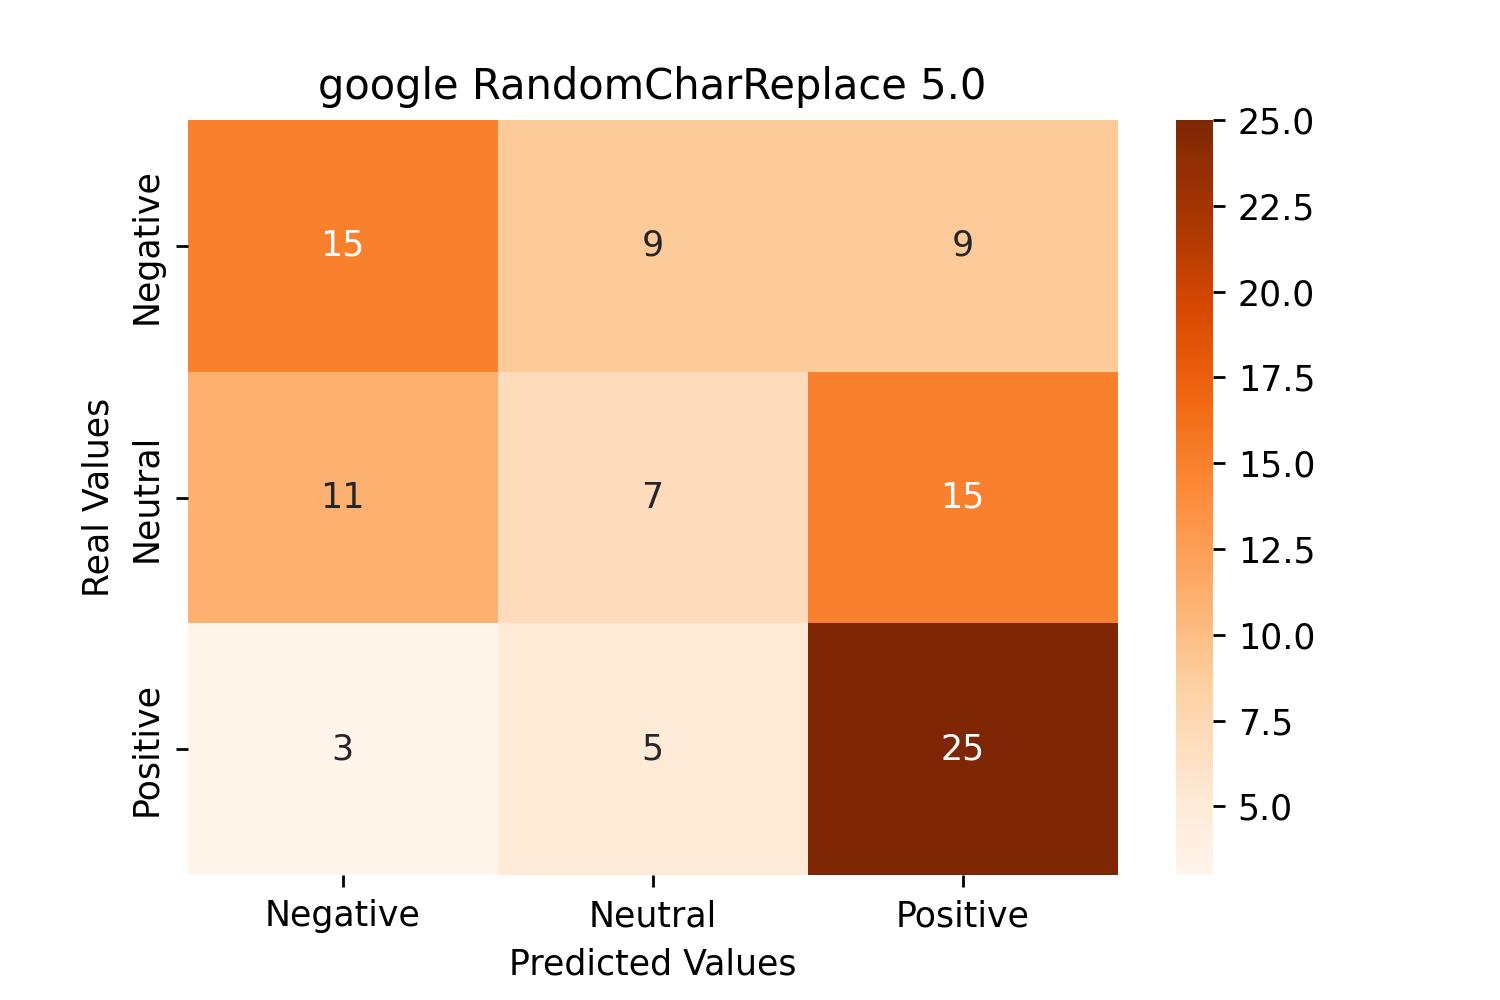 google RandomCharReplace 5.0
Real Values
Negative
15
9
9
Neutral
11
7
15
Positive
3
5
25
Negative
Neutral
Positive
Predicted Values
25.0
22.5
20.0
17.5
15.0
12.5
10.0
7.5
5.0